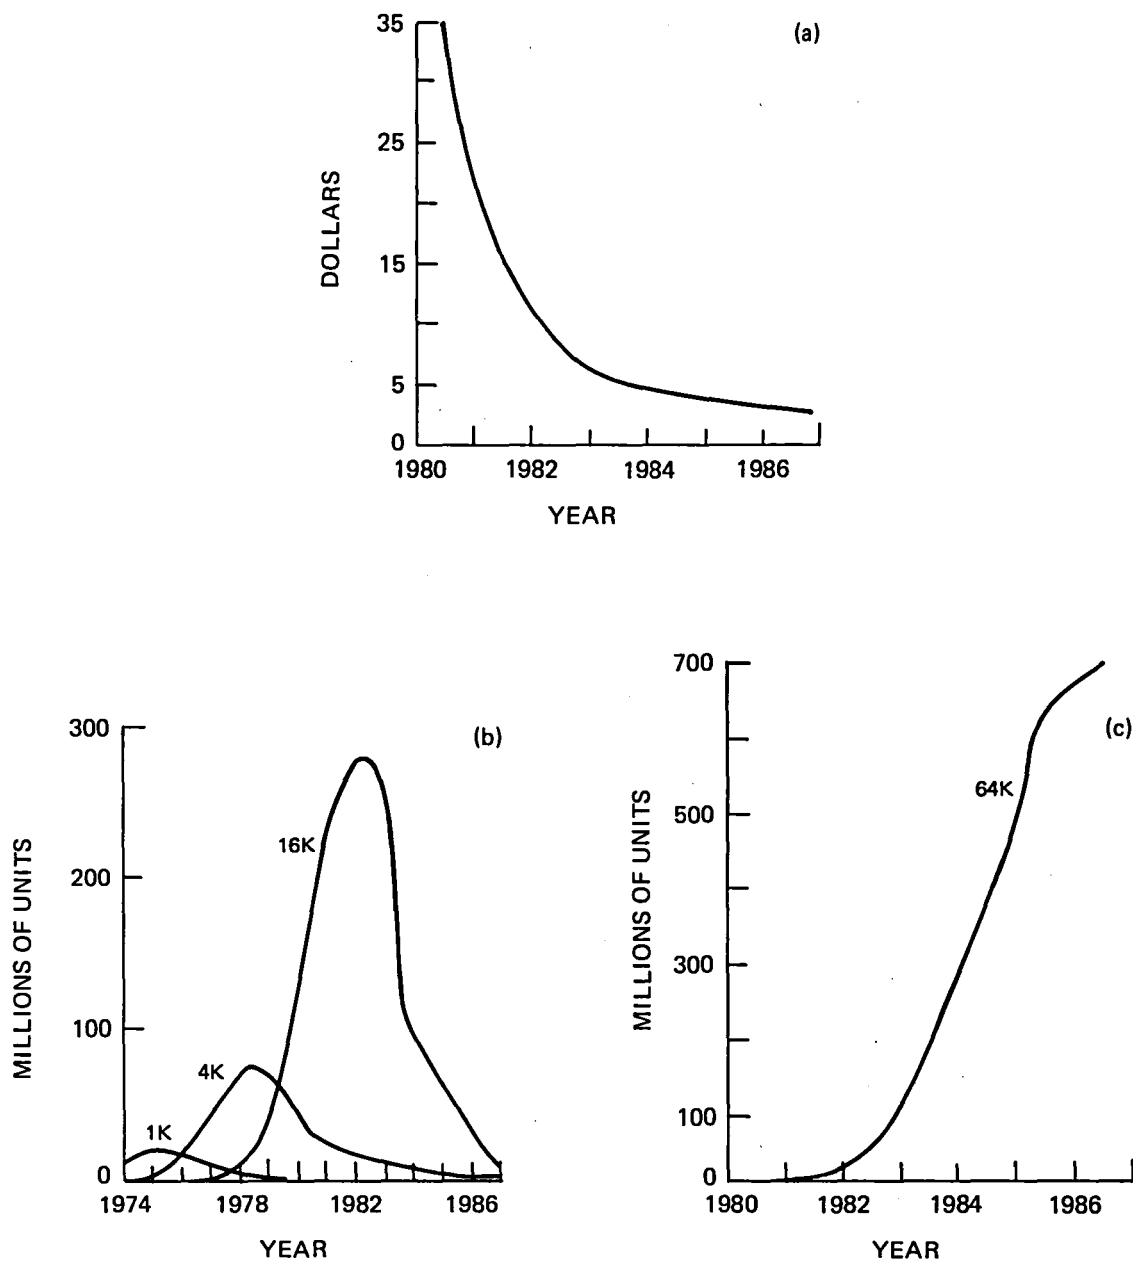 (a)
35
25
15
5
0
DOLLARS
1980 1982 1984 1986
YEAR
(b)
300
200
100
0
MILLIONS OF UNITS
16K
4K
1K
1974 1978 1982 1986
YEAR
(c)
700
500
300
100
0
MILLIONS OF UNITS
64K
1980 1982 1984 1986
YEAR